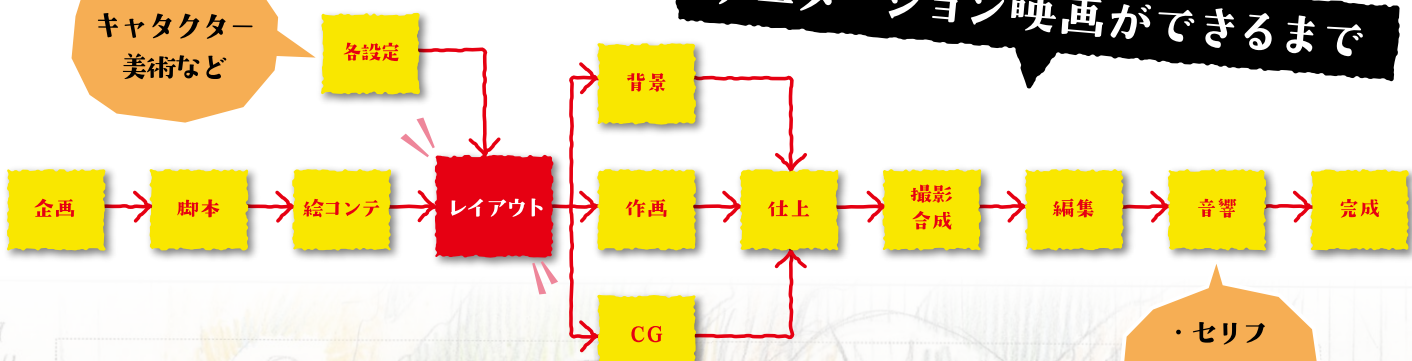 キャタクター
美術など
各設定
ション映画ができるまで
背景
企画
脚本
絵コンテ
レイアウト
作画
仕上
撮影
合成
編集
音響
完成
CG
・セリフ